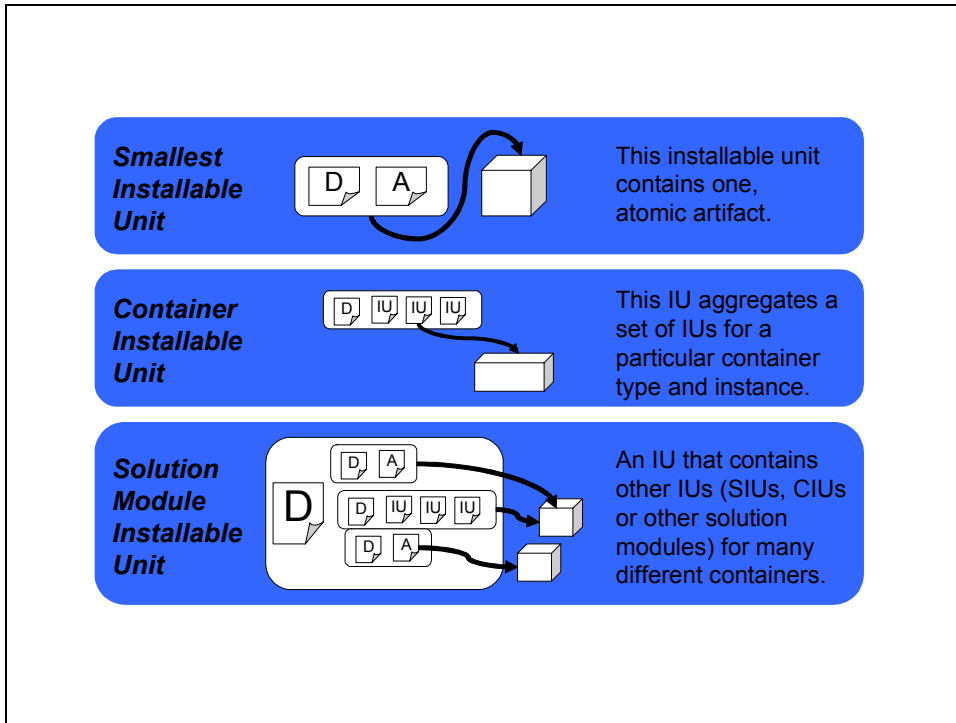 Smallest
Installable
Unit
D A
This installable unit
contains one,
atomic artifact.
Container
Installable
Unit
D IU IU IU
This IU aggregates a
set of IUs for a
particular container
type and instance.
Solution
Module
Installable
Unit
D
D A
D IU IU IU
D A
An IU that contains
other IUs (SIUs, CIUs
or other solution
modules) for many
different containers.